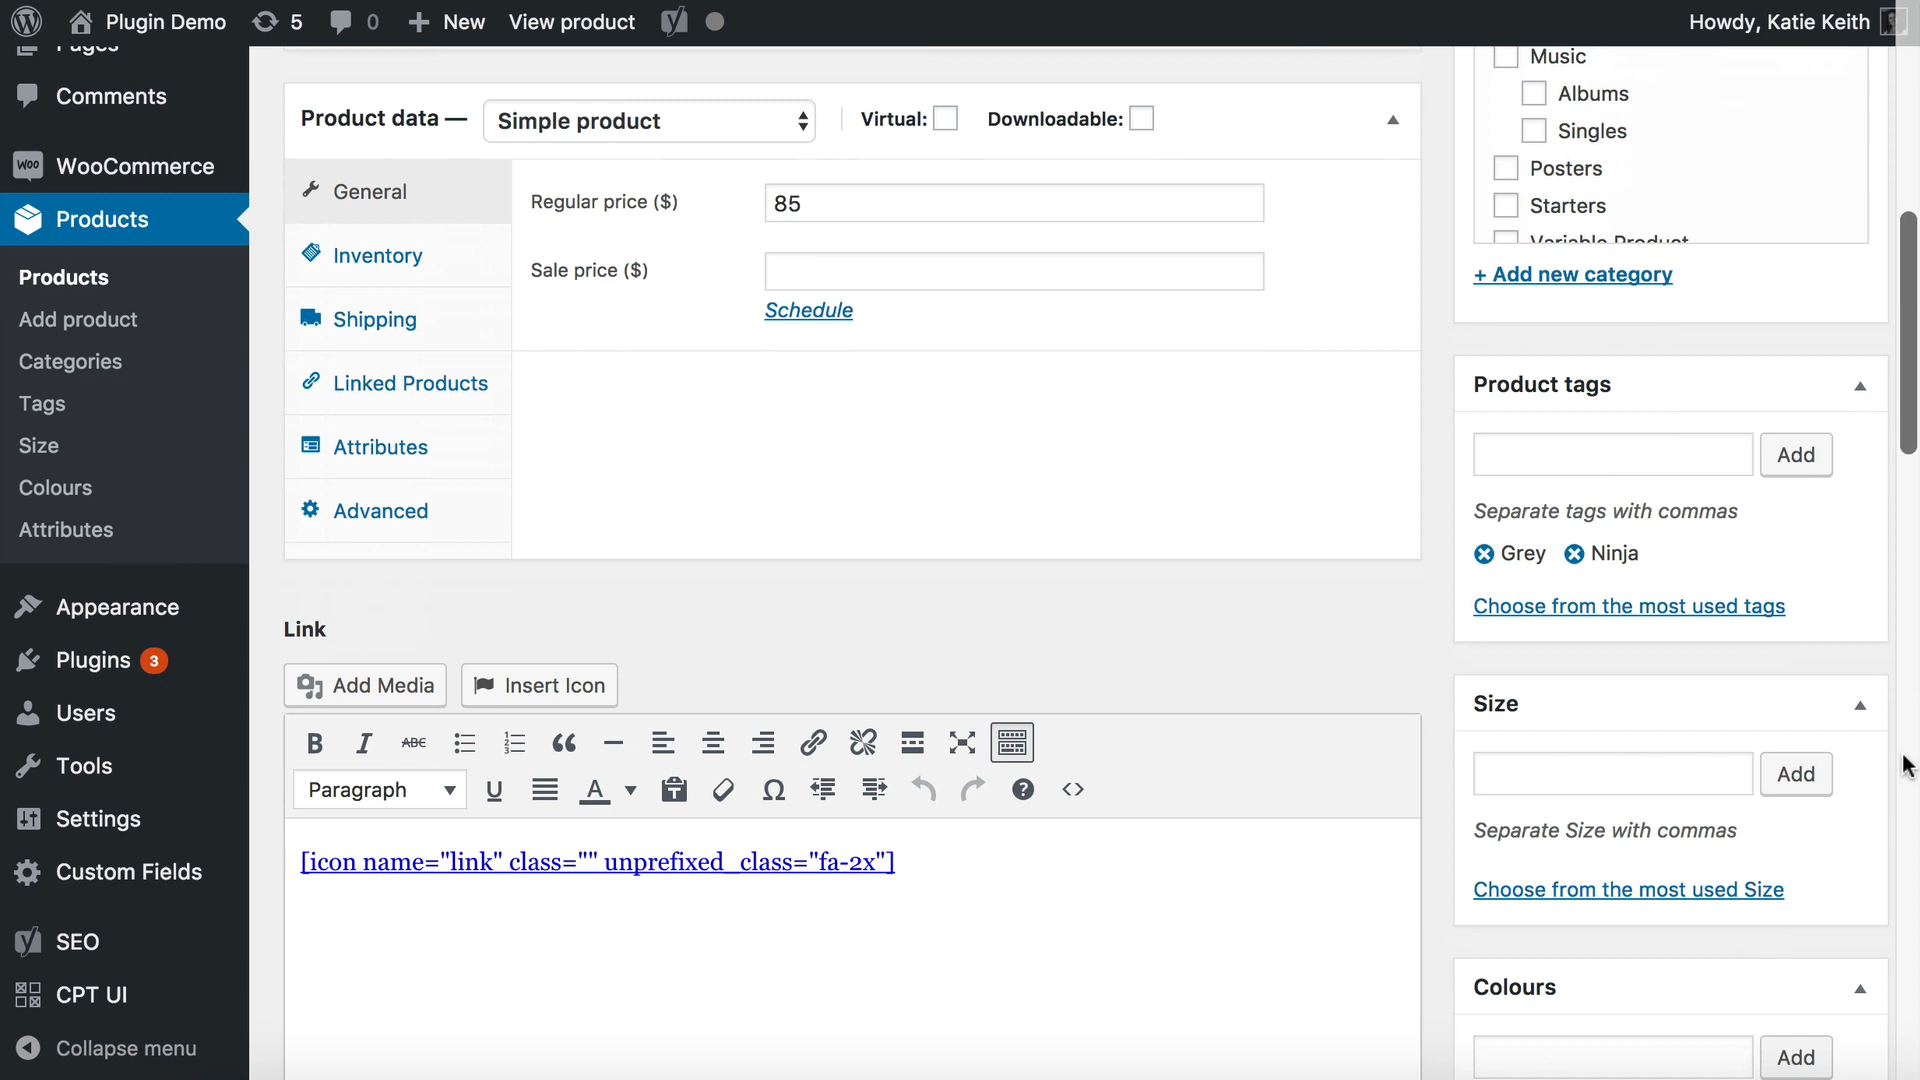 Plugin Demo 5 0 New View product Howdy, Katie Keith
Pages
Comments
WOO WooCommerce
Products
Products
Add product
Categories
Tags
Size
Colours
Attributes
Appearance
Plugins 3
Users
Tools
Settings
Custom Fields
SEO
CPT UI
Collapse menu
Product data — Simple product Virtual: Downloadable:
General
Inventory
Shipping
Linked Products
Attributes
Advanced
Regular price ($) 85
Sale price ($)
Schedule
Link
Add Media Insert Icon
B I ABC
Paragraph U A Ω ? <>
[icon name="link" class="" unprefixed_class="fa-2x"]
Music
Albums
Singles
Posters
Starters
Variable Product
+ Add new category
Product tags
Add
Separate tags with commas
Grey Ninja
Choose from the most used tags
Size
Add
Separate Size with commas
Choose from the most used Size
Colours
Add